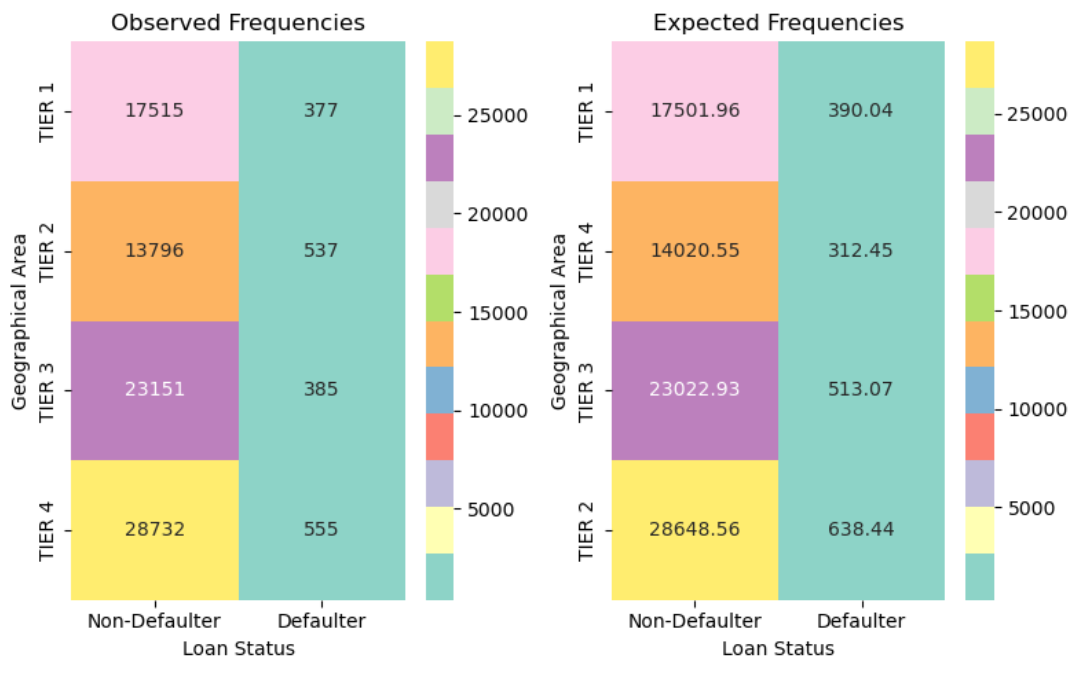 Observed Frequencies
TIER 1
17515
377
TIER 2
13796
537
TIER 3
23151
385
TIER 4
28732
555
Geographical Area
Non-Defaulter
Defaulter
Loan Status
25000
20000
15000
10000
5000
Expected Frequencies
TIER 1
17501.96
390.04
TIER 4
14020.55
312.45
TIER 3
23022.93
513.07
TIER 2
28648.56
638.44
Geographical Area
Non-Defaulter
Defaulter
Loan Status
25000
20000
15000
10000
5000